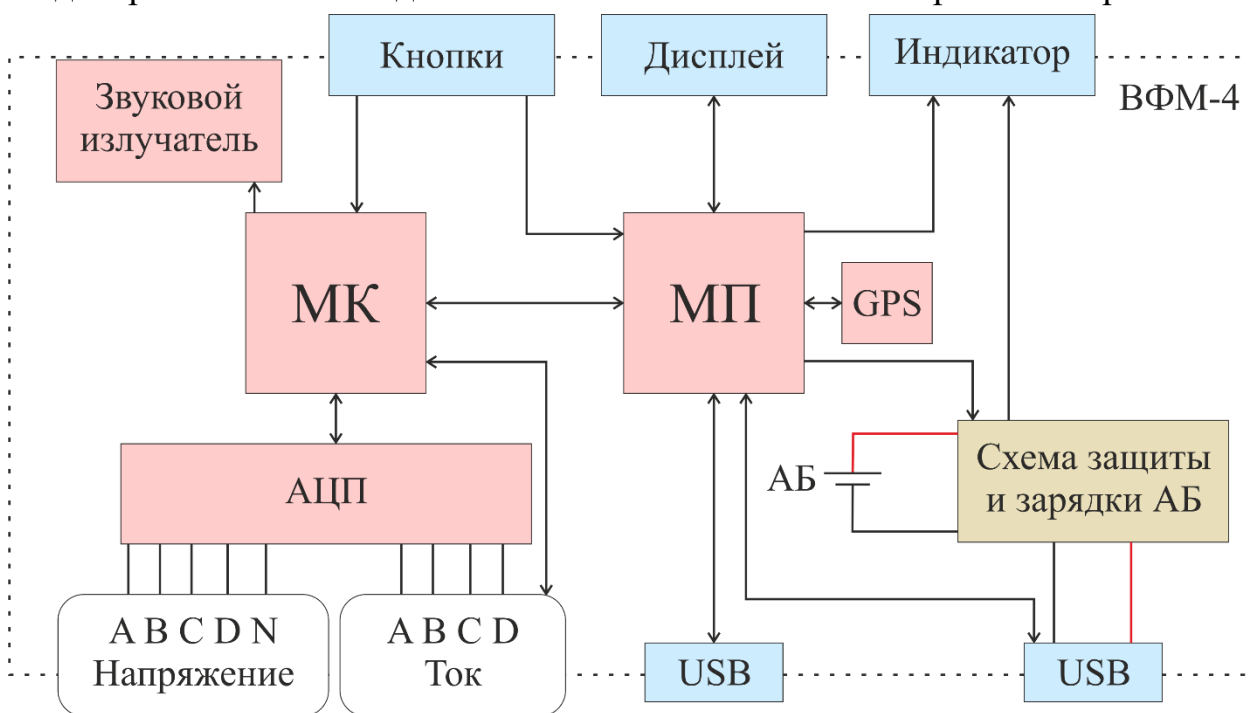 Кнопки
Дисплей
Индикатор
ВФМ-4
Звуковой
излучатель
МК
МП
GPS
АЦП
АБ
Схема защиты
и зарядки АБ
A B C D N
Напряжение
A B C D
Ток
USB
USB